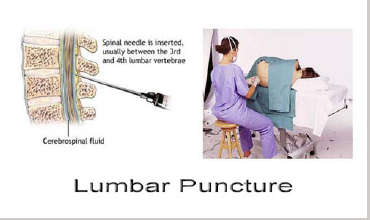 Spinal needle is inserted,
usually between the 3rd
and 4th lumbar vertebrae
Cerebrospinal fluid
Lumbar Puncture